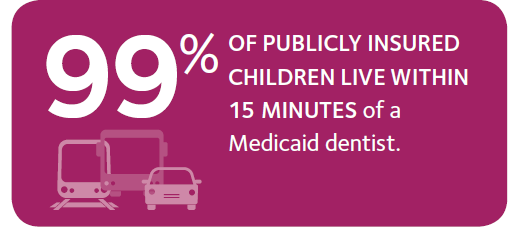 99%
OF PUBLICLY INSURED
CHILDREN LIVE WITHIN
15 MINUTES of a
Medicaid dentist.